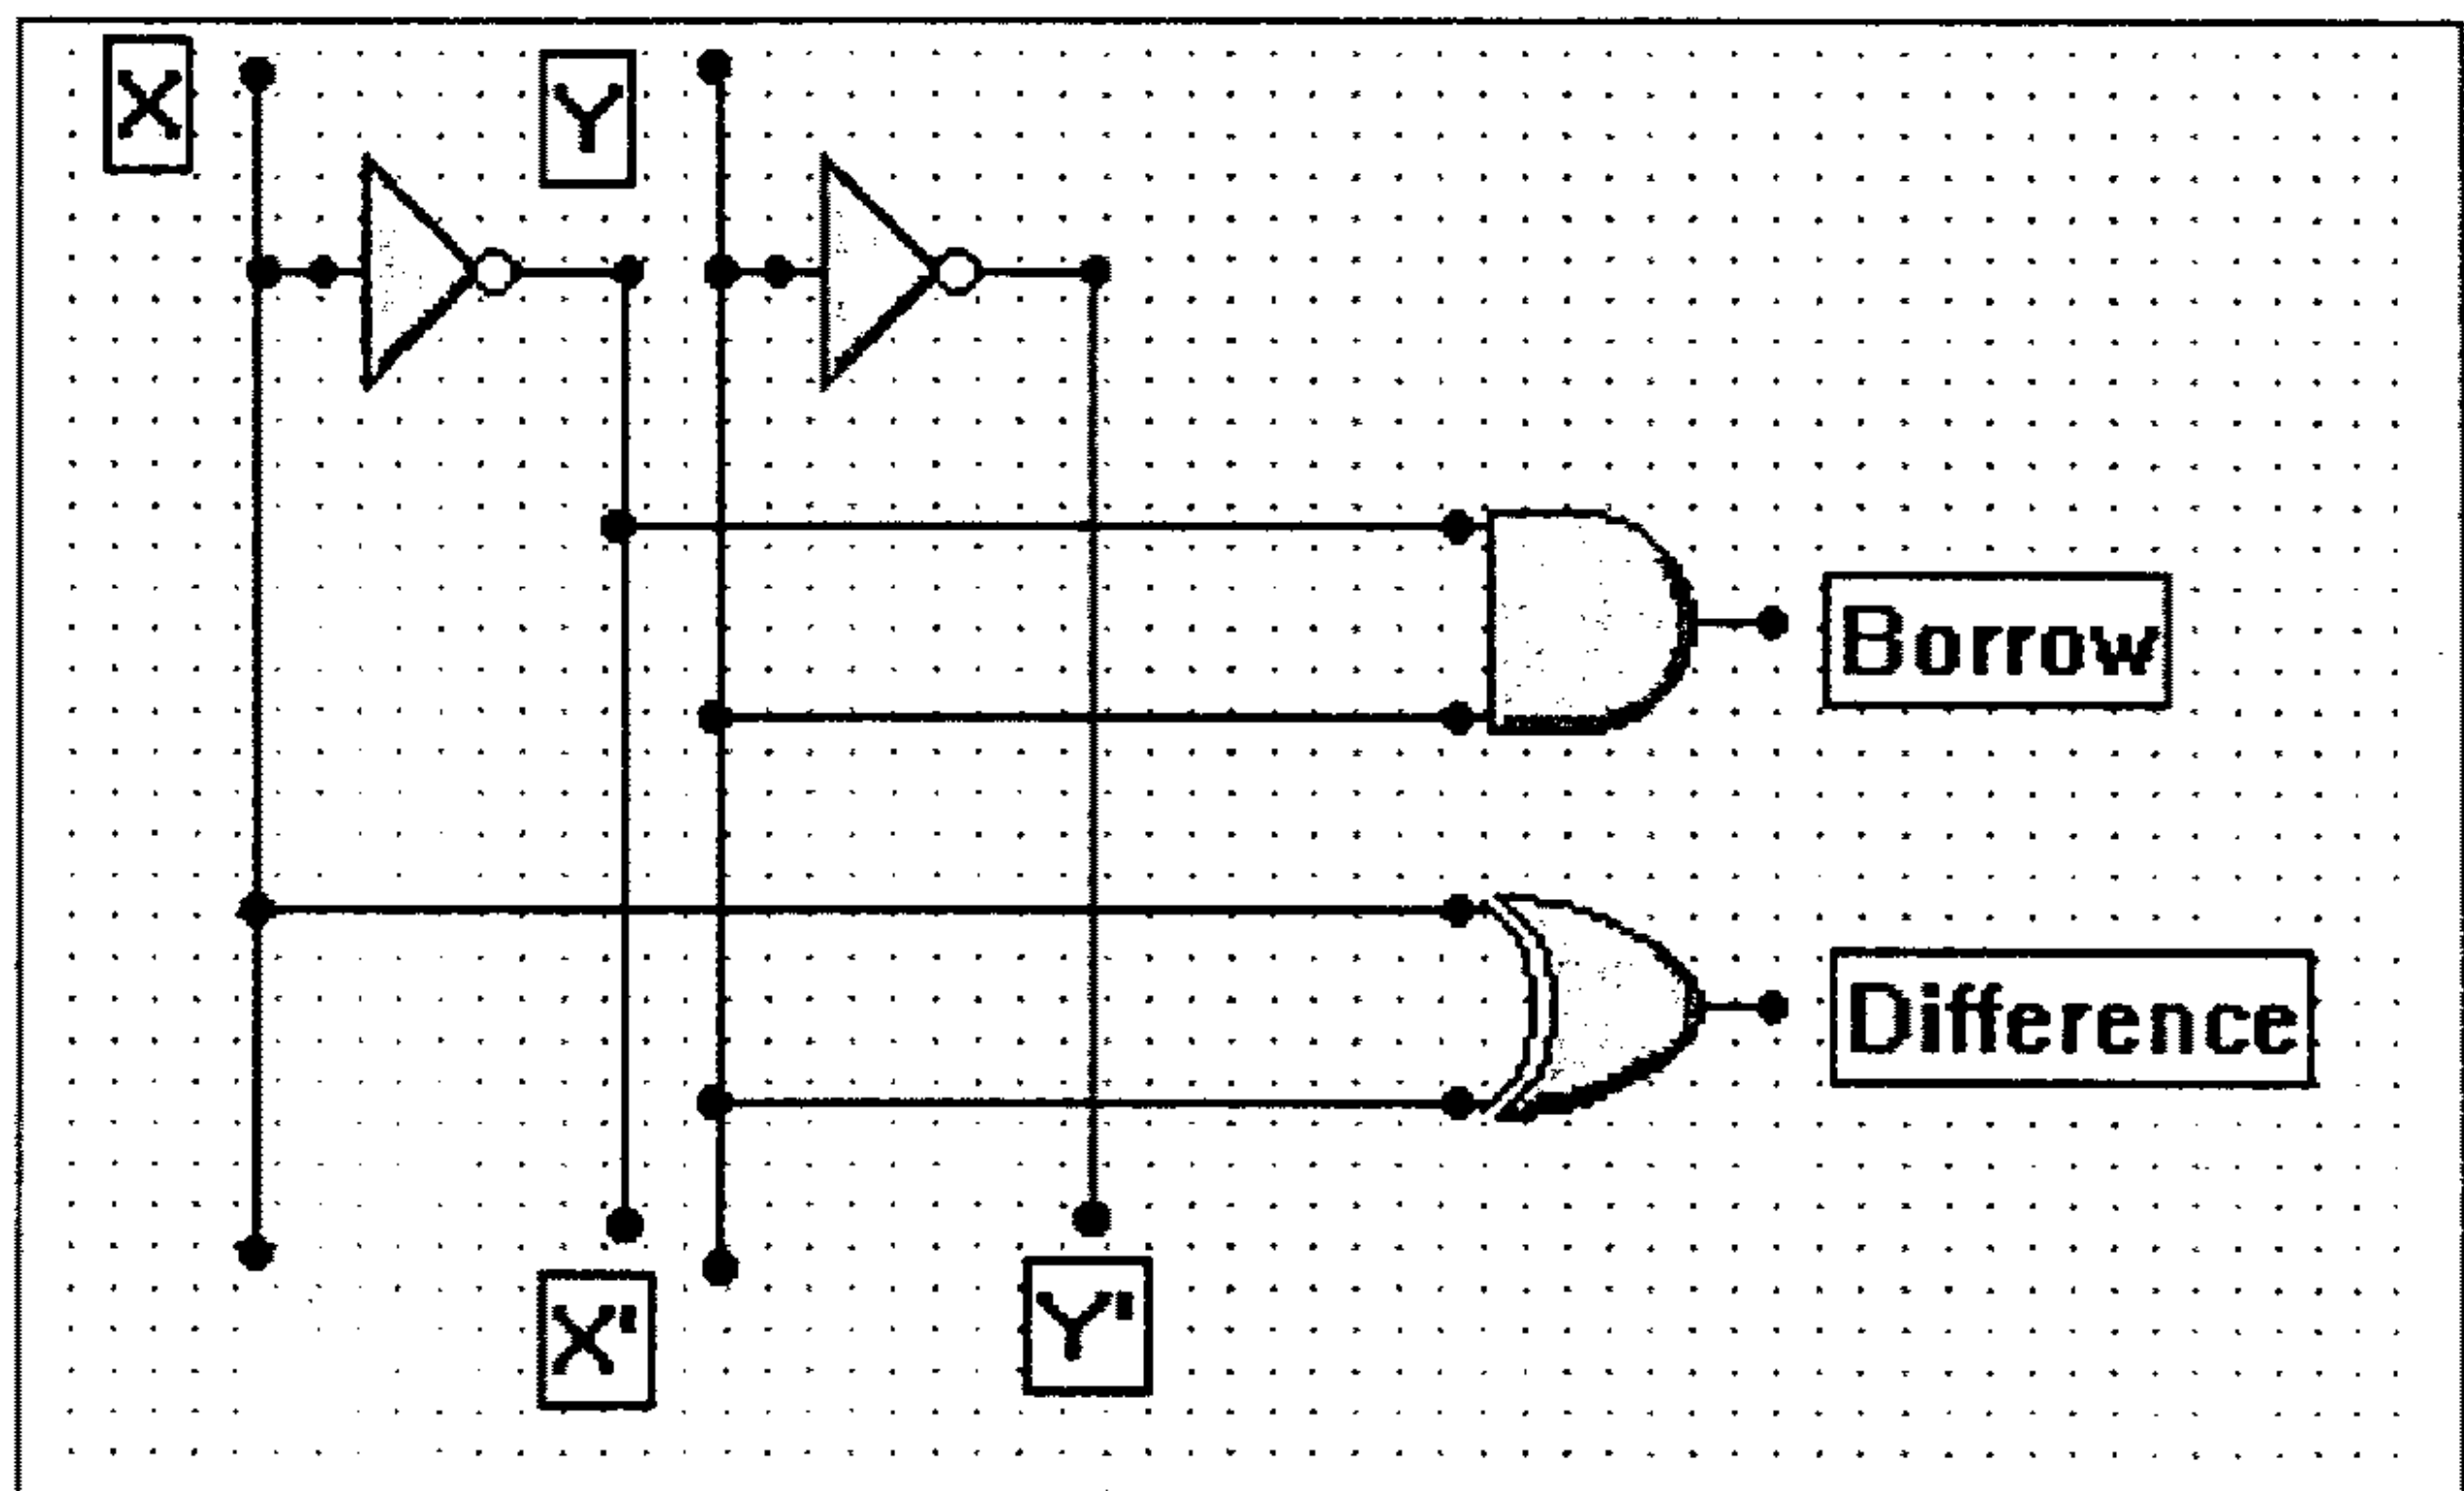 X
Y
Borrow
Difference
X'
Y'